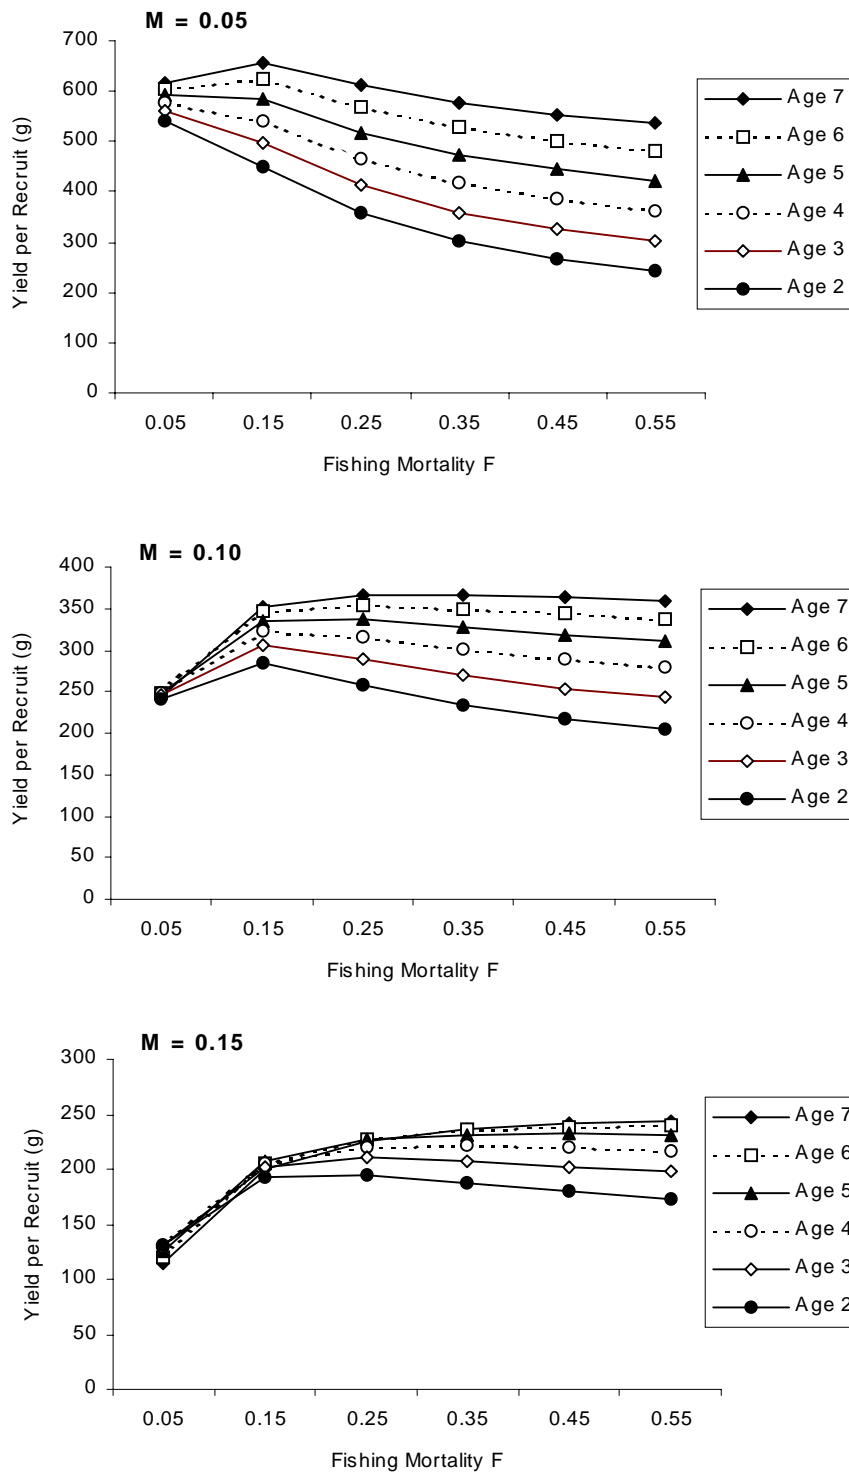 M = 0.05
700
600
500
400
300
200
100
0
Yield per Recruit (g)
0.05 0.15 0.25 0.35 0.45 0.55
Fishing Mortality F
Age 7
Age 6
Age 5
Age 4
Age 3
Age 2
M = 0.10
400
350
300
250
200
150
100
50
0
Yield per Recruit (g)
0.05 0.15 0.25 0.35 0.45 0.55
Fishing Mortality F
Age 7
Age 6
Age 5
Age 4
Age 3
Age 2
M = 0.15
300
250
200
150
100
50
0
Yield per Recruit (g)
0.05 0.15 0.25 0.35 0.45 0.55
Fishing Mortality F
Age 7
Age 6
Age 5
Age 4
Age 3
Age 2